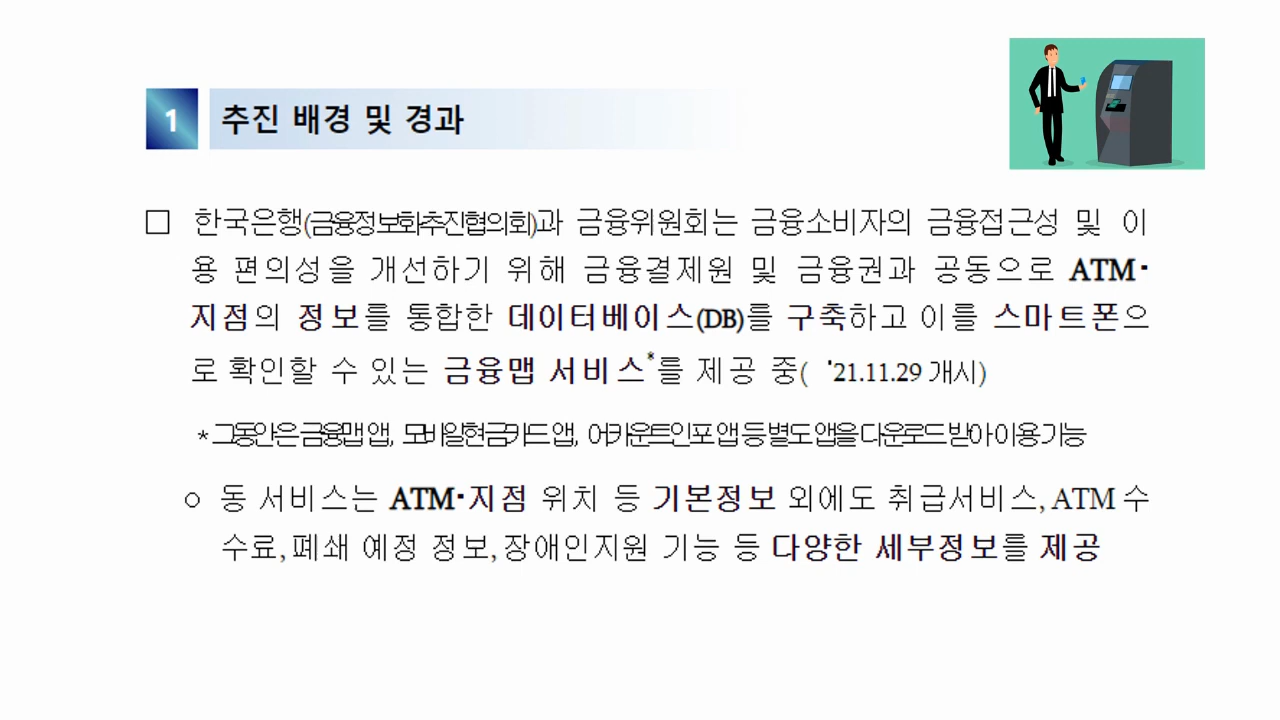 1 추진 배경 및 경과
□ 한국은행(금융정보화추진협의회)과 금융위원회는 금융소비자의 금융접근성 및 이
용 편의성을 개선하기 위해 금융결제원 및 금융권과 공동으로 ATM·
지점의 정보를 통합한 데이터베이스(DB)를 구축하고 이를 스마트폰으
로 확인할 수 있는 금융맵 서비스*를 제공 중( '21.11.29 개시)
* 그동안은 금융맵 앱, 모바일현금카드 앱, 어카운트인포 앱 등 별도 앱을 다운로드 받아 이용 가능
○ 동 서비스는 ATM·지점 위치 등 기본정보 외에도 취급서비스, ATM 수
수료, 폐쇄 예정 정보, 장애인지원 기능 등 다양한 세부정보를 제공